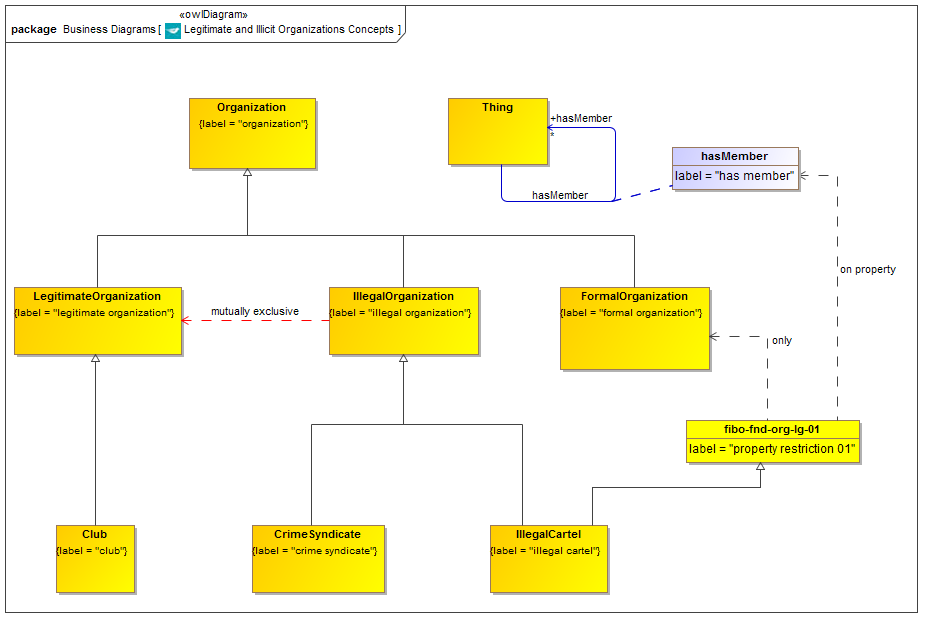 «owlDiagram»
package Business Diagrams [ Legitimate and Illicit Organizations Concepts ]
Organization
{label = "organization"}
Thing
+hasMember
*
hasMember
hasMember
label = "has member"
on property
LegitimateOrganization
{label = "legitimate organization"}
mutually exclusive
IllegalOrganization
{label = "illegal organization"}
FormalOrganization
{label = "formal organization"}
only
fibo-fnd-org-lg-01
label = "property restriction 01"
Club
{label = "club"}
CrimeSyndicate
{label = "crime syndicate"}
IllegalCartel
{label = "illegal cartel"}